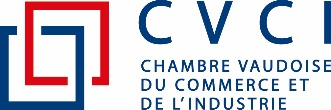 CVCI
CHAMBRE VAUDOISE
DU COMMERCE ET
DE L'INDUSTRIE